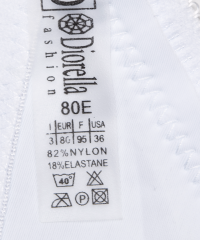 Diorella
fashion
80E
I EUR F USA
3 80 95 36
82%NYLON
18%ELASTANE
40°